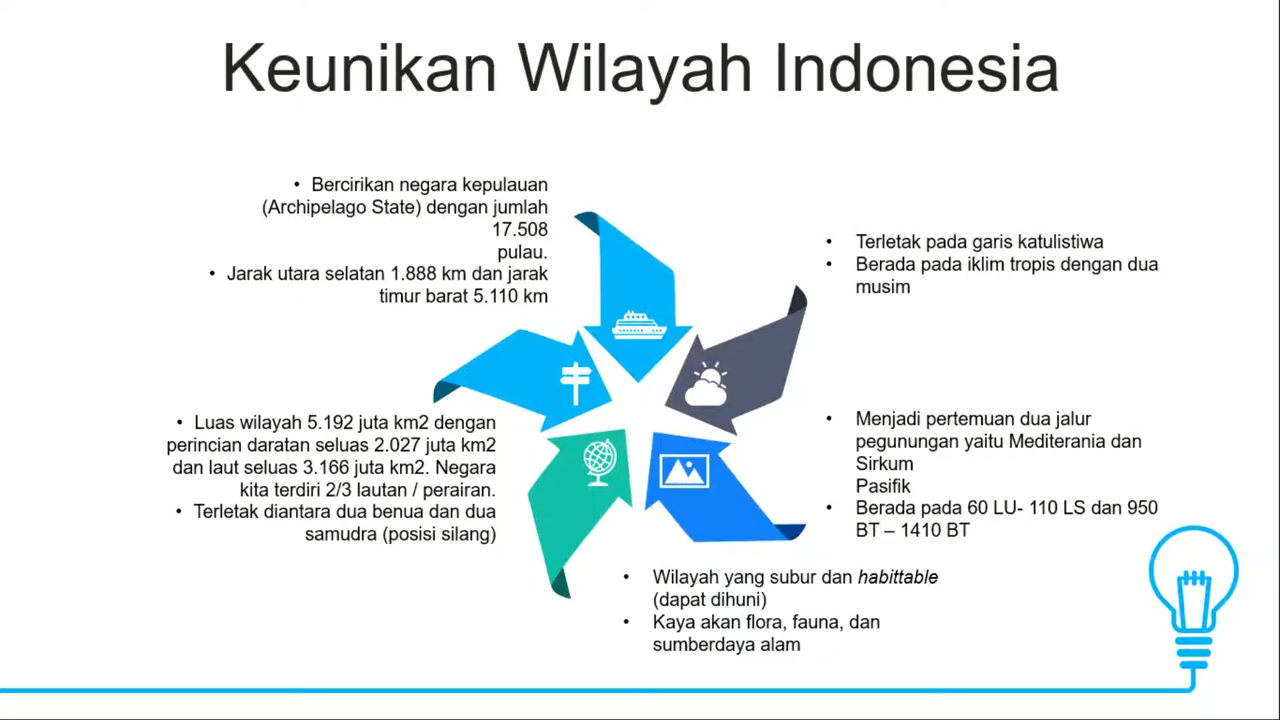 Keunikan Wilayah Indonesia
• Bercirikan negara kepulauan
(Archipelago State) dengan jumlah
17.508
pulau.
• Jarak utara selatan 1.888 km dan jarak
timur barat 5.110 km
• Terletak pada garis katulistiwa
• Berada pada iklim tropis dengan dua
musim
• Luas wilayah 5.192 juta km2 dengan
perincian daratan seluas 2.027 juta km2
dan laut seluas 3.166 juta km2. Negara
kita terdiri 2/3 lautan / perairan.
• Terletak diantara dua benua dan dua
samudra (posisi silang)
• Menjadi pertemuan dua jalur
pegunungan yaitu Mediterania dan
Sirkum
Pasifik
• Berada pada 60 LU- 110 LS dan 950
BT – 1410 BT
• Wilayah yang subur dan habittable
(dapat dihuni)
• Kaya akan flora, fauna, dan
sumberdaya alam